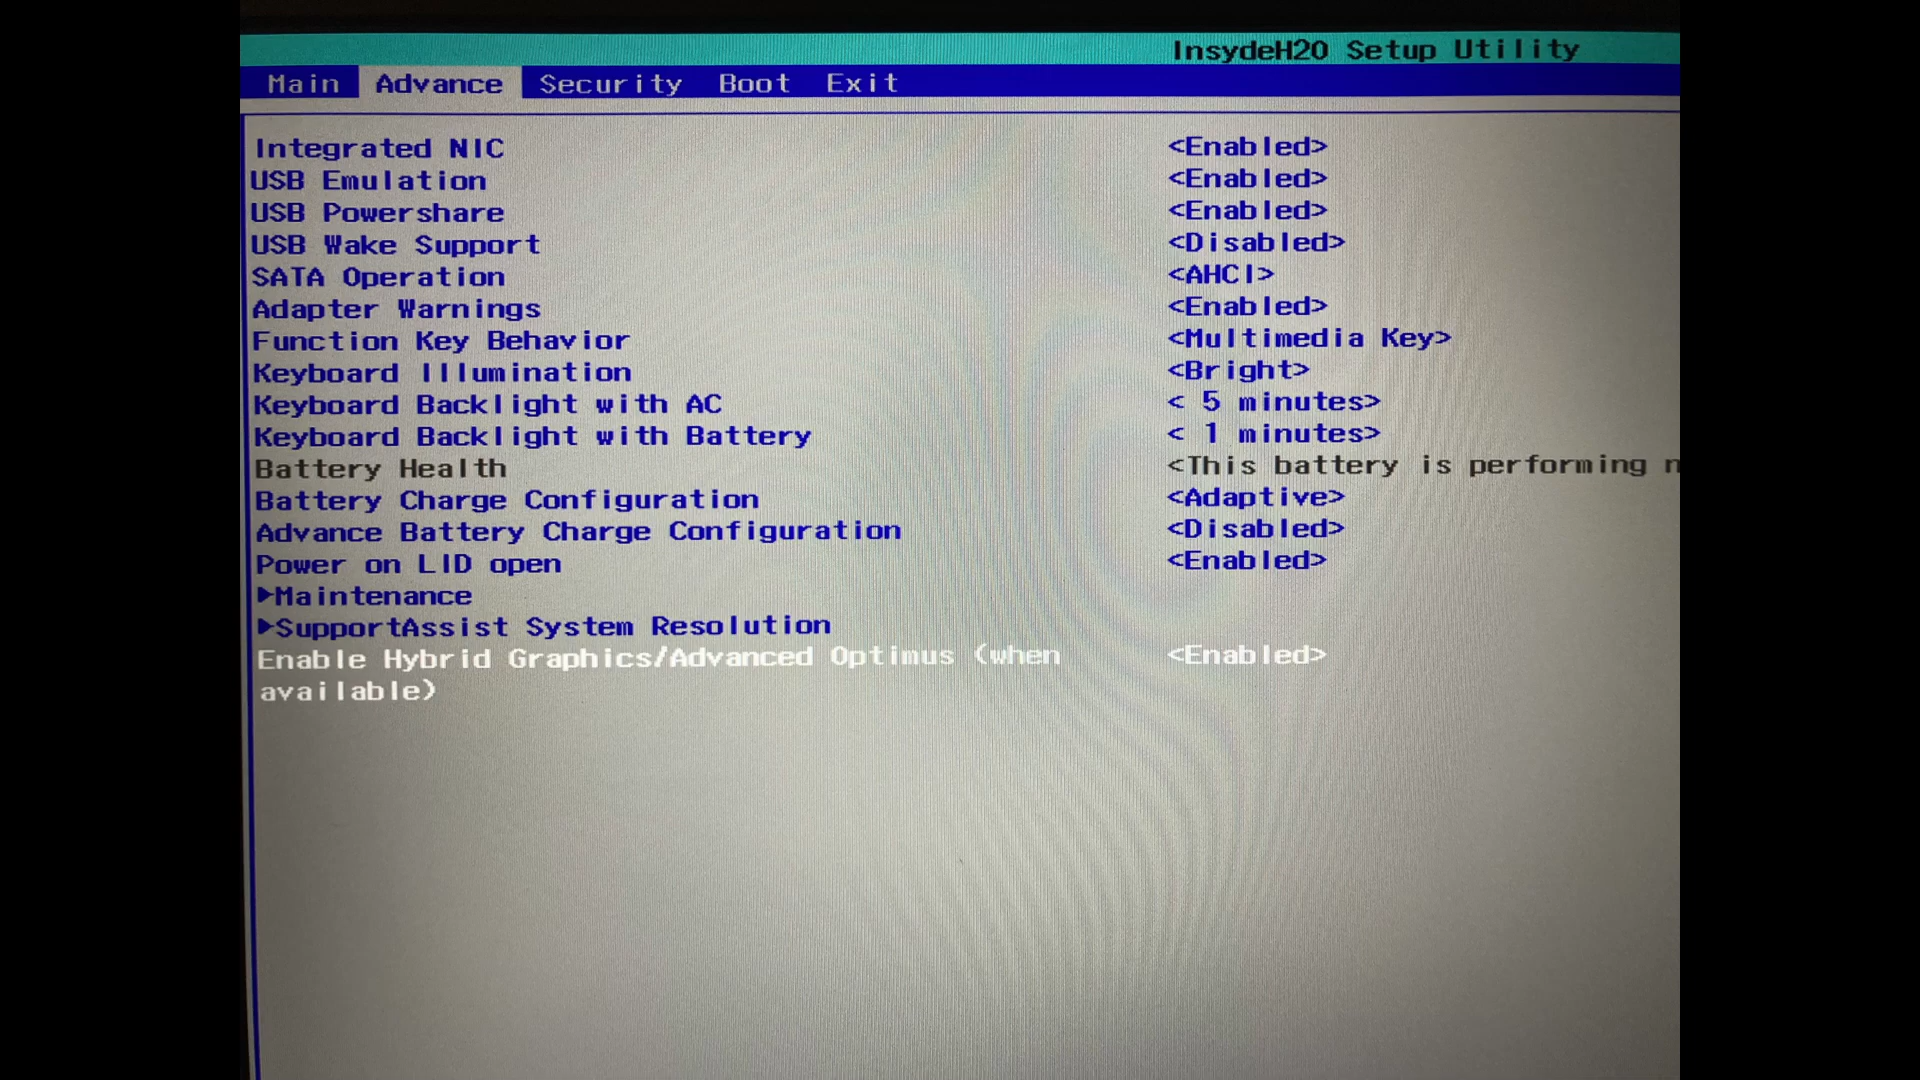 InsydeH20 Setup Utility
Main Advance Security Boot Exit
Integrated NIC <Enabled>
USB Emulation <Enabled>
USB Powershare <Enabled>
USB Wake Support <Disabled>
SATA Operation <AHCI>
Adapter Warnings <Enabled>
Function Key Behavior <Multimedia Key>
Keyboard Illumination <Bright>
Keyboard Backlight with AC < 5 minutes>
Keyboard Backlight with Battery < 1 minutes>
Battery Health <This battery is performing
Battery Charge Configuration <Adaptive>
Advance Battery Charge Configuration <Disabled>
Power on LID open <Enabled>
▶Maintenance
▶SupportAssist System Resolution
Enable Hybrid Graphics/Advanced Optimus (when <Enabled>
available)